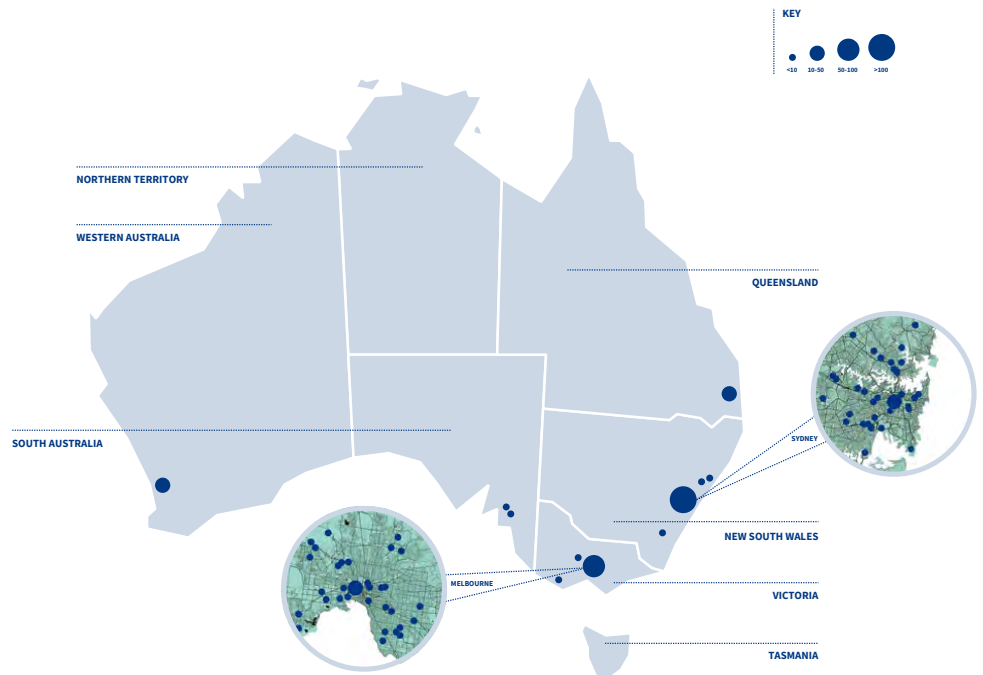 KEY
<10 10-50 50-100 >100
NORTHERN TERRITORY
WESTERN AUSTRALIA
QUEENSLAND
SYDNEY
SOUTH AUSTRALIA
NEW SOUTH WALES
MELBOURNE
VICTORIA
TASMANIA